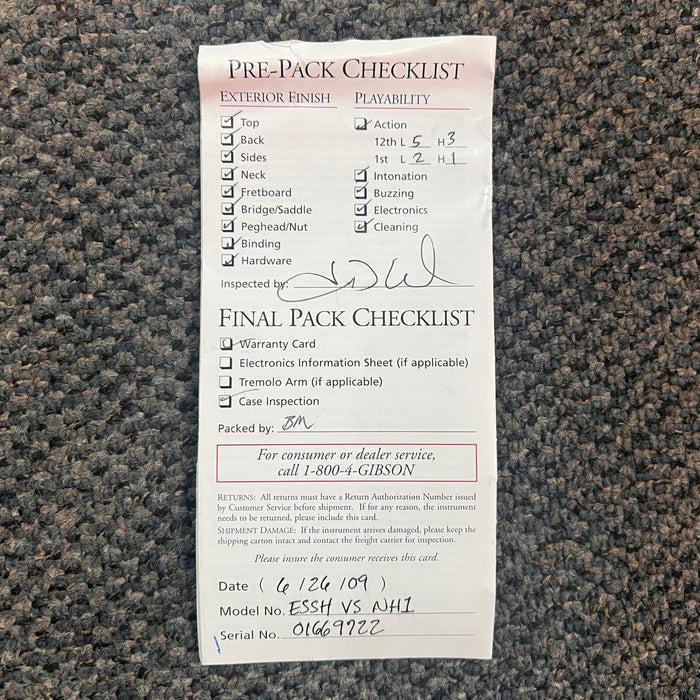 PRE-PACK CHECKLIST
EXTERIOR FINISH
Top
Back
Sides
Neck
Fretboard
Bridge/Saddle
Peghead/Nut
Binding
Hardware
PLAYABILITY
Action
12th L 5 H 3
1st L 2 H 1
Intonation
Buzzing
Electronics
Cleaning
Inspected by:
FINAL PACK CHECKLIST
Warranty Card
Electronics Information Sheet (if applicable)
Tremolo Arm (if applicable)
Case Inspection
Packed by: BM
For consumer or dealer service,
call 1-800-4-GIBSON
RETURNS: All returns must have a Return Authorization Number issued
by Customer Service before shipment. If for any reason, the instrument
needs to be returned, please include this card.
SHIPMENT DAMAGE: If the instrument arrives damaged, please keep the
shipping carton intact and contact the freight carrier for inspection.
Please insure the consumer receives this card.
Date ( 6 / 26 / 09 )
Model No. ESSH VS NH1
Serial No. 01669722